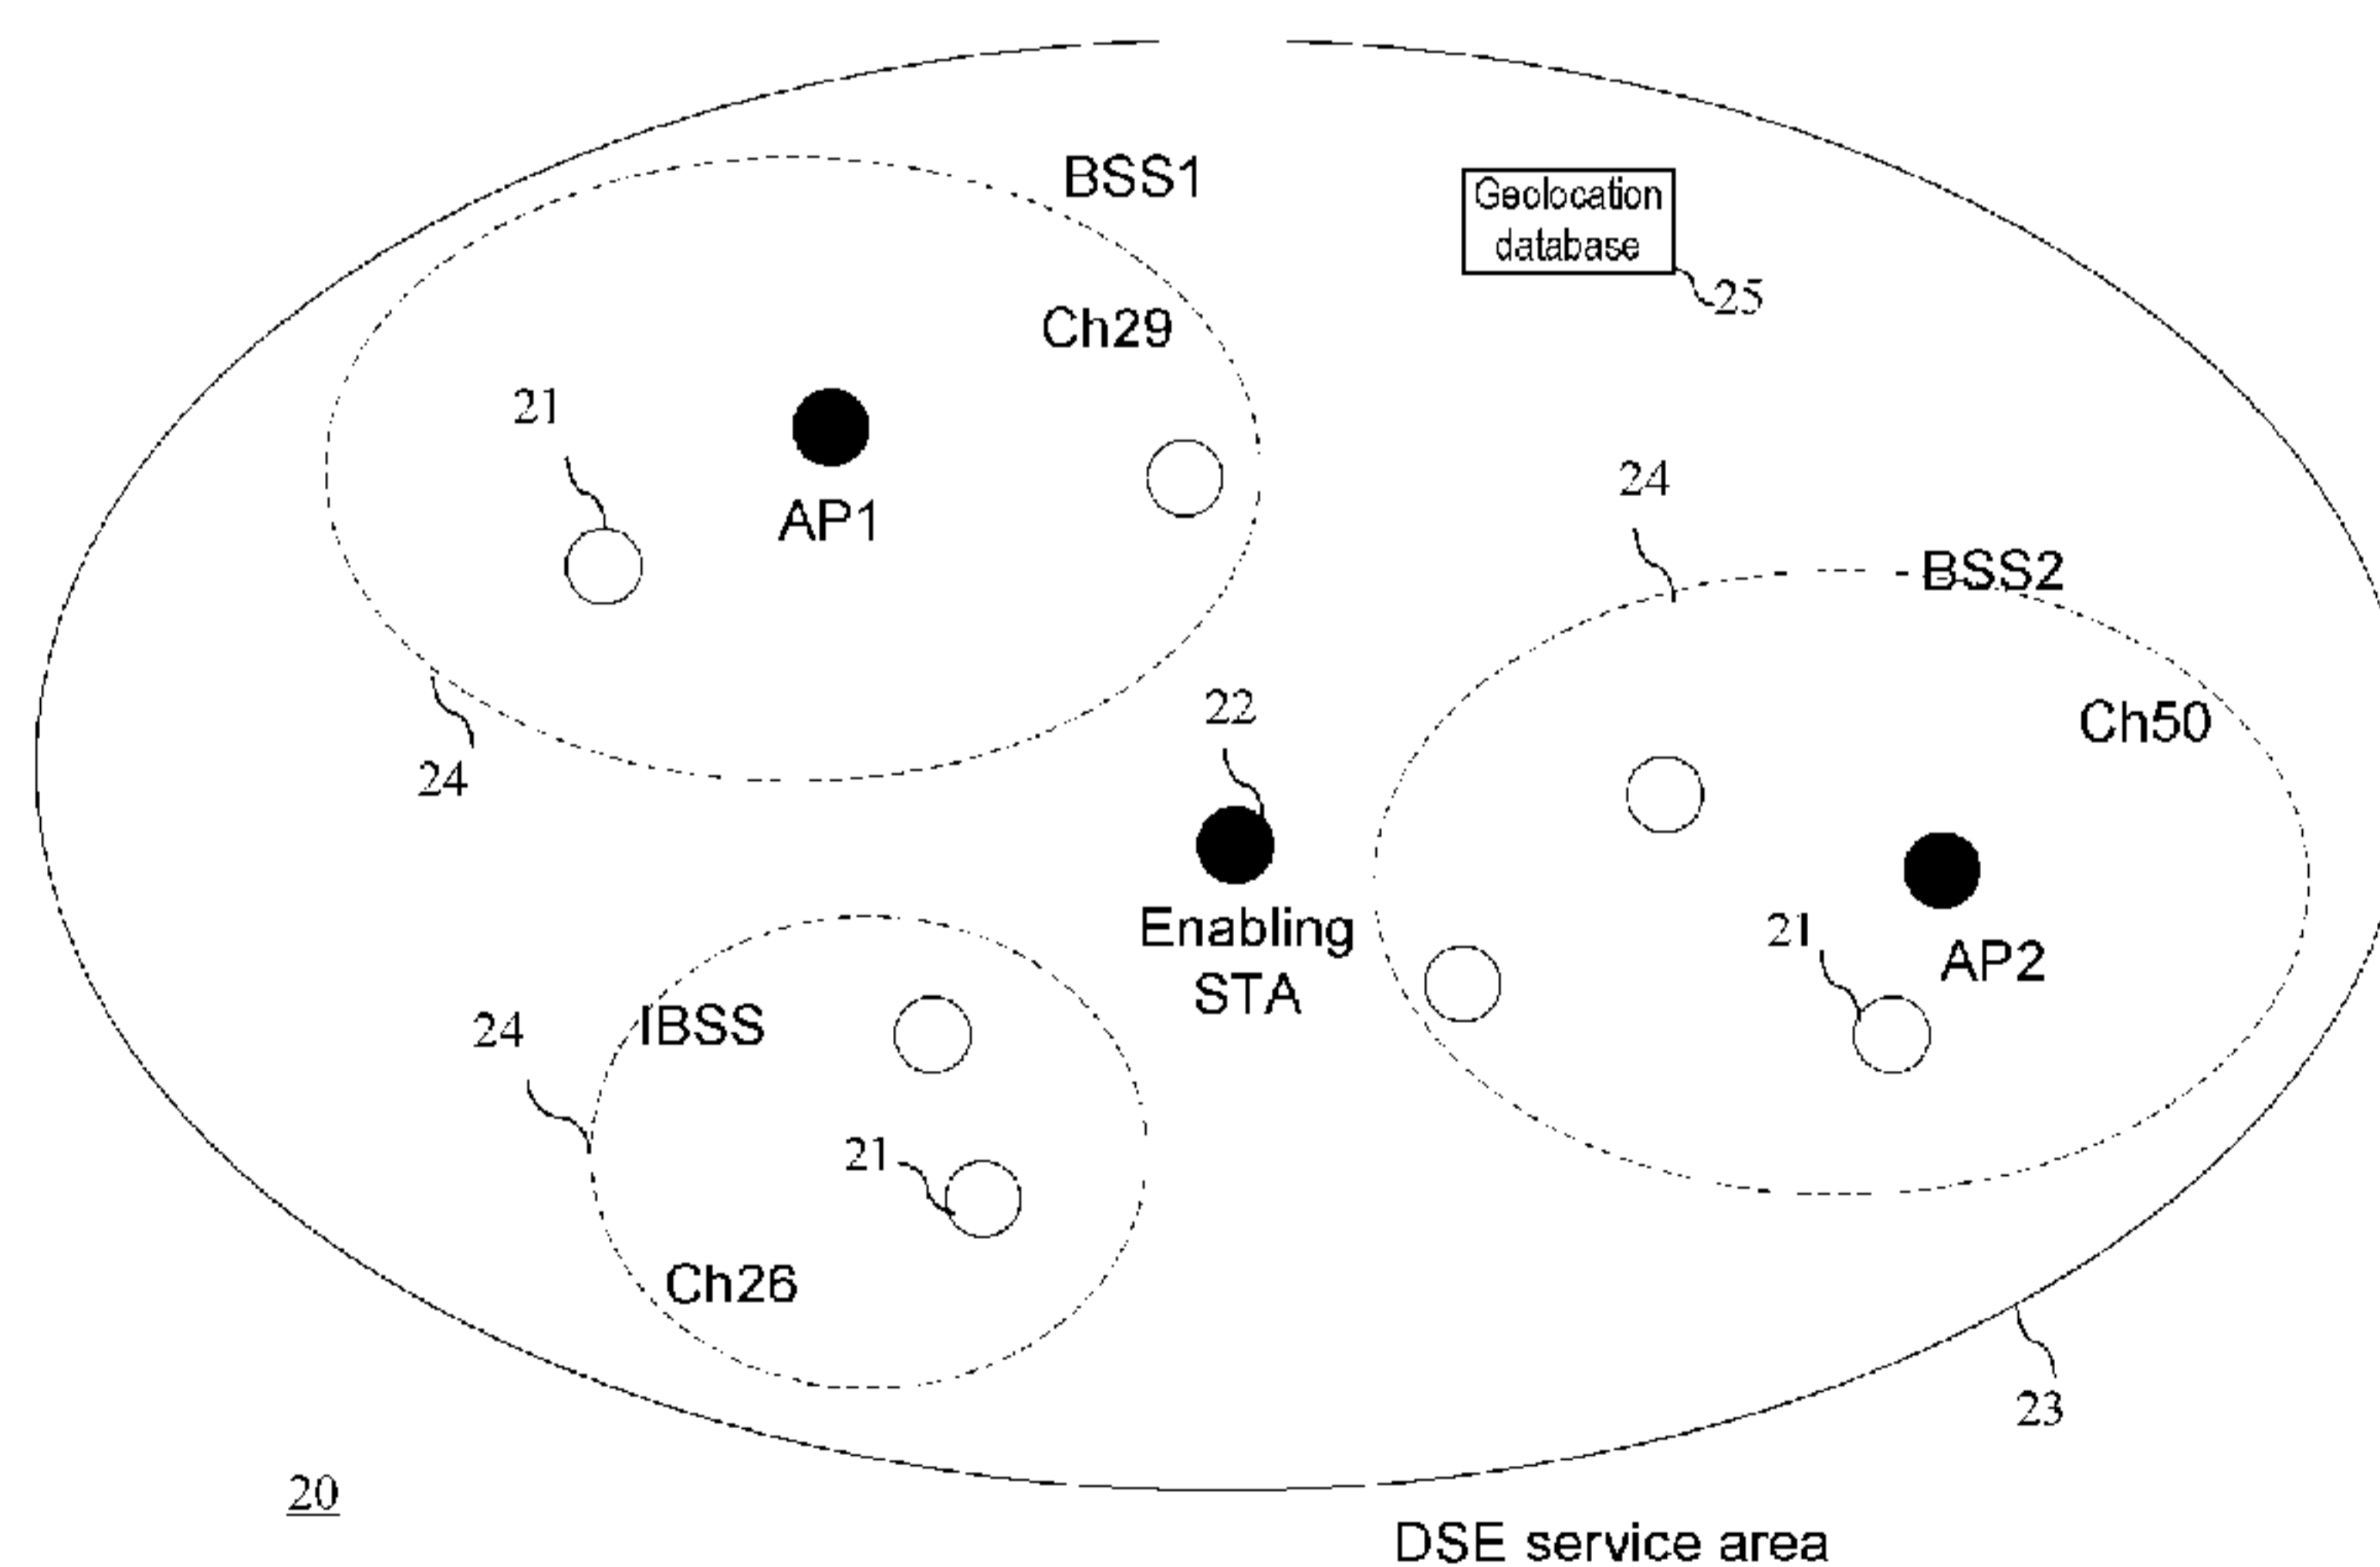 BSS1
Geolocation
database
25
Ch29
21
AP1
24
BSS2
24
22
Ch50
Enabling
STA
21
AP2
24
IBSS
21
Ch26
23
20
DSE service area